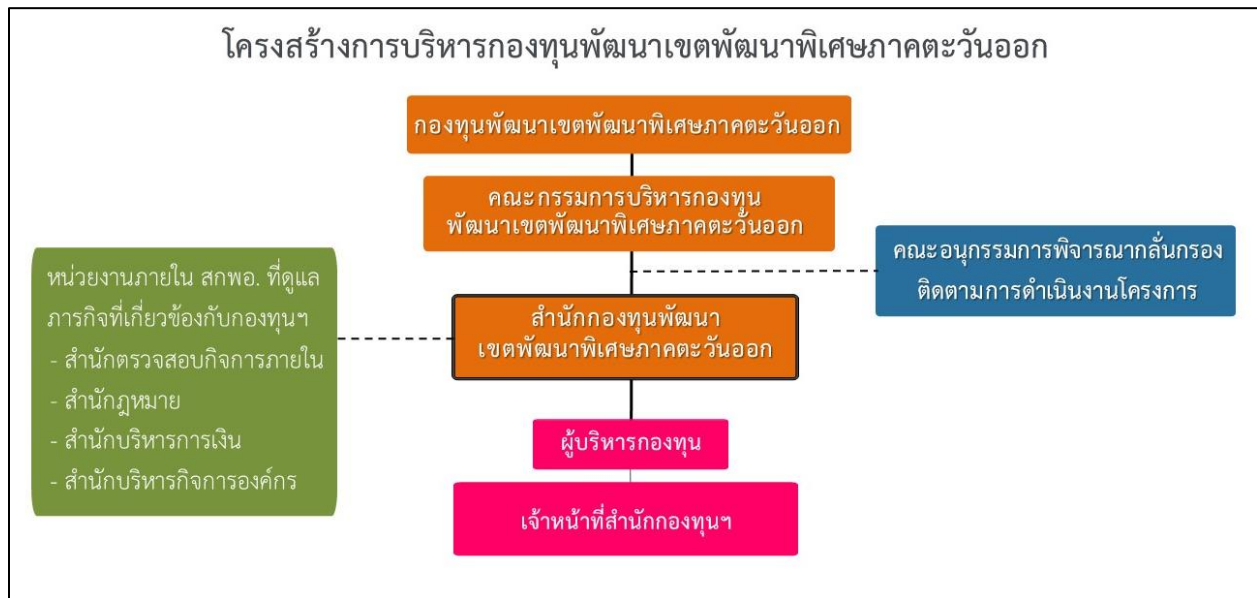 โครงสร้างการบริหารกองทุนพัฒนาเขตพัฒนาพิเศษภาคตะวันออก
กองทุนพัฒนาเขตพัฒนาพิเศษภาคตะวันออก
คณะกรรมการบริหารกองทุน
พัฒนาเขตพัฒนาพิเศษภาคตะวันออก
คณะอนุกรรมการพิจารณากลั่นกรอง
ติดตามการดำเนินงานโครงการ
หน่วยงานภายใน สกพอ. ที่ดูแล
ภารกิจที่เกี่ยวข้องกับกองทุนฯ
- สำนักตรวจสอบกิจการภายใน
- สำนักกฎหมาย
- สำนักบริหารการเงิน
- สำนักบริหารกิจการองค์กร
สำนักกองทุนพัฒนา
เขตพัฒนาพิเศษภาคตะวันออก
ผู้บริหารกองทุน
เจ้าหน้าที่สำนักกองทุนฯ